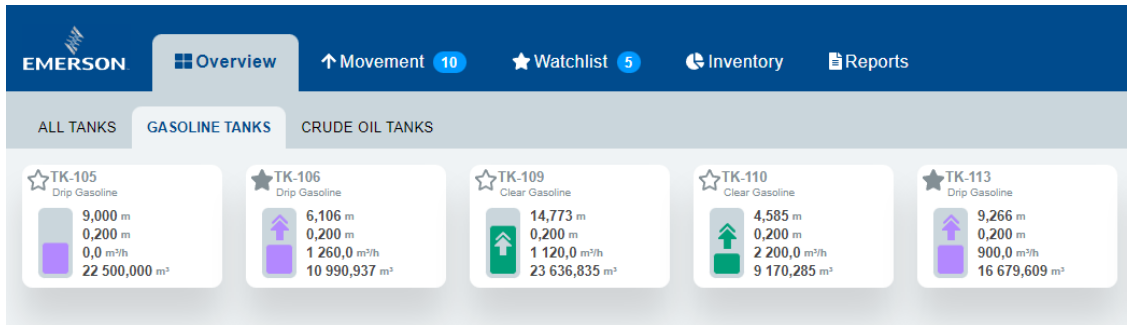 EMERSON
Overview
Movement 10
Watchlist 5
Inventory
Reports
ALL TANKS
GASOLINE TANKS
CRUDE OIL TANKS
TK-105
Drip Gasoline
9,000 m
0,200 m
0,0 m³/h
22 500,000 m³
TK-106
Drip Gasoline
6,106 m
0,200 m
1 260,0 m³/h
10 990,937 m³
TK-109
Clear Gasoline
14,773 m
0,200 m
1 120,0 m³/h
23 636,835 m³
TK-110
Clear Gasoline
4,585 m
0,200 m
2 200,0 m³/h
9 170,285 m³
TK-113
Drip Gasoline
9,266 m
0,200 m
900,0 m³/h
16 679,609 m³